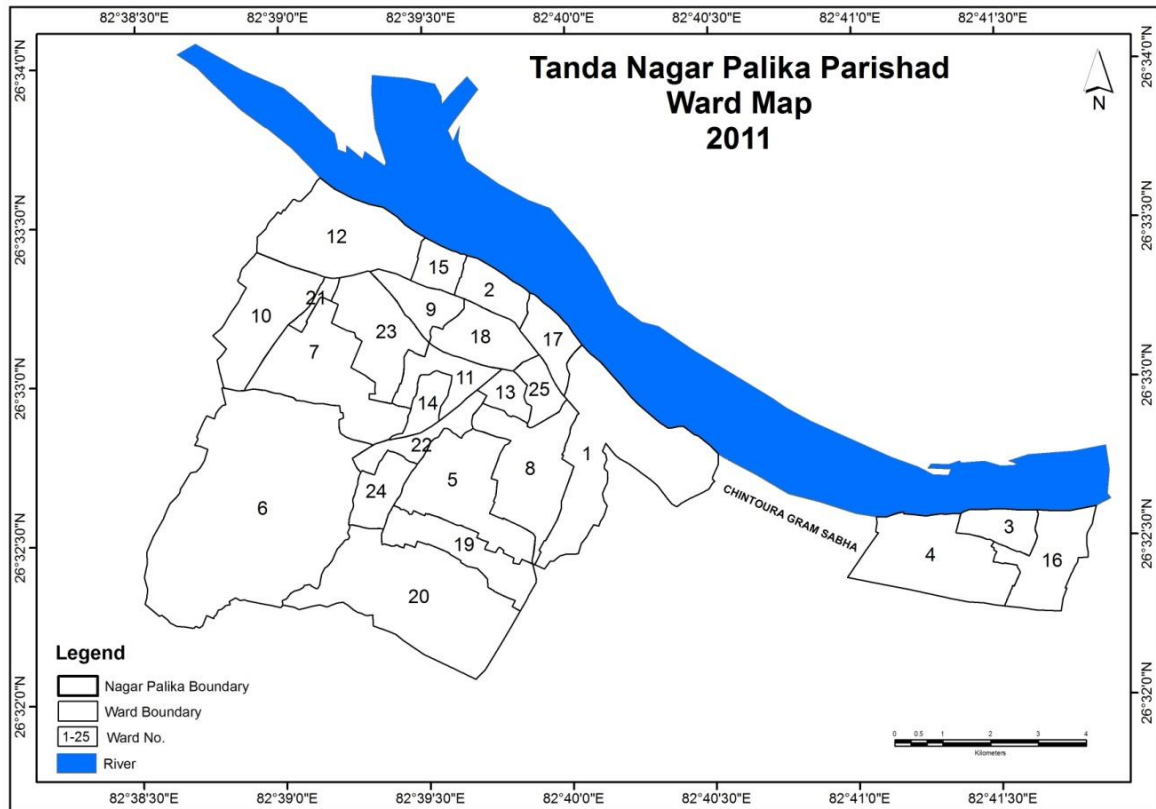 82°38'30"E 82°39'0"E 82°39'30"E 82°40'0"E 82°40'30"E 82°41'0"E 82°41'30"E
Tanda Nagar Palika Parishad
Ward Map
2011
N
26°34'0"N
26°34'0"N
26°33'30"N
26°33'30"N
26°33'0"N
26°33'0"N
26°32'30"N
26°32'30"N
26°32'0"N
26°32'0"N
12
15
2
21
10
9
23
18
17
7
11
13
25
14
22
1
8
5
24
6
19
20
CHINTOURA GRAM SABHA
3
4
16
Legend
Nagar Palika Boundary
Ward Boundary
1-25 Ward No.
River
0 0.5 1 2 3 4
Kilometers
82°38'30"E 82°39'0"E 82°39'30"E 82°40'0"E 82°40'30"E 82°41'0"E 82°41'30"E